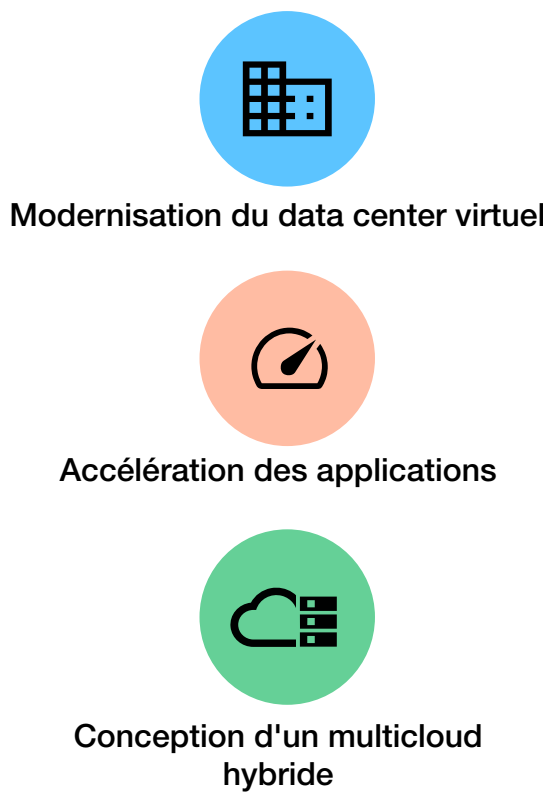 Modernisation du data center virtuel
Accélération des applications
Conception d'un multicloud
hybride